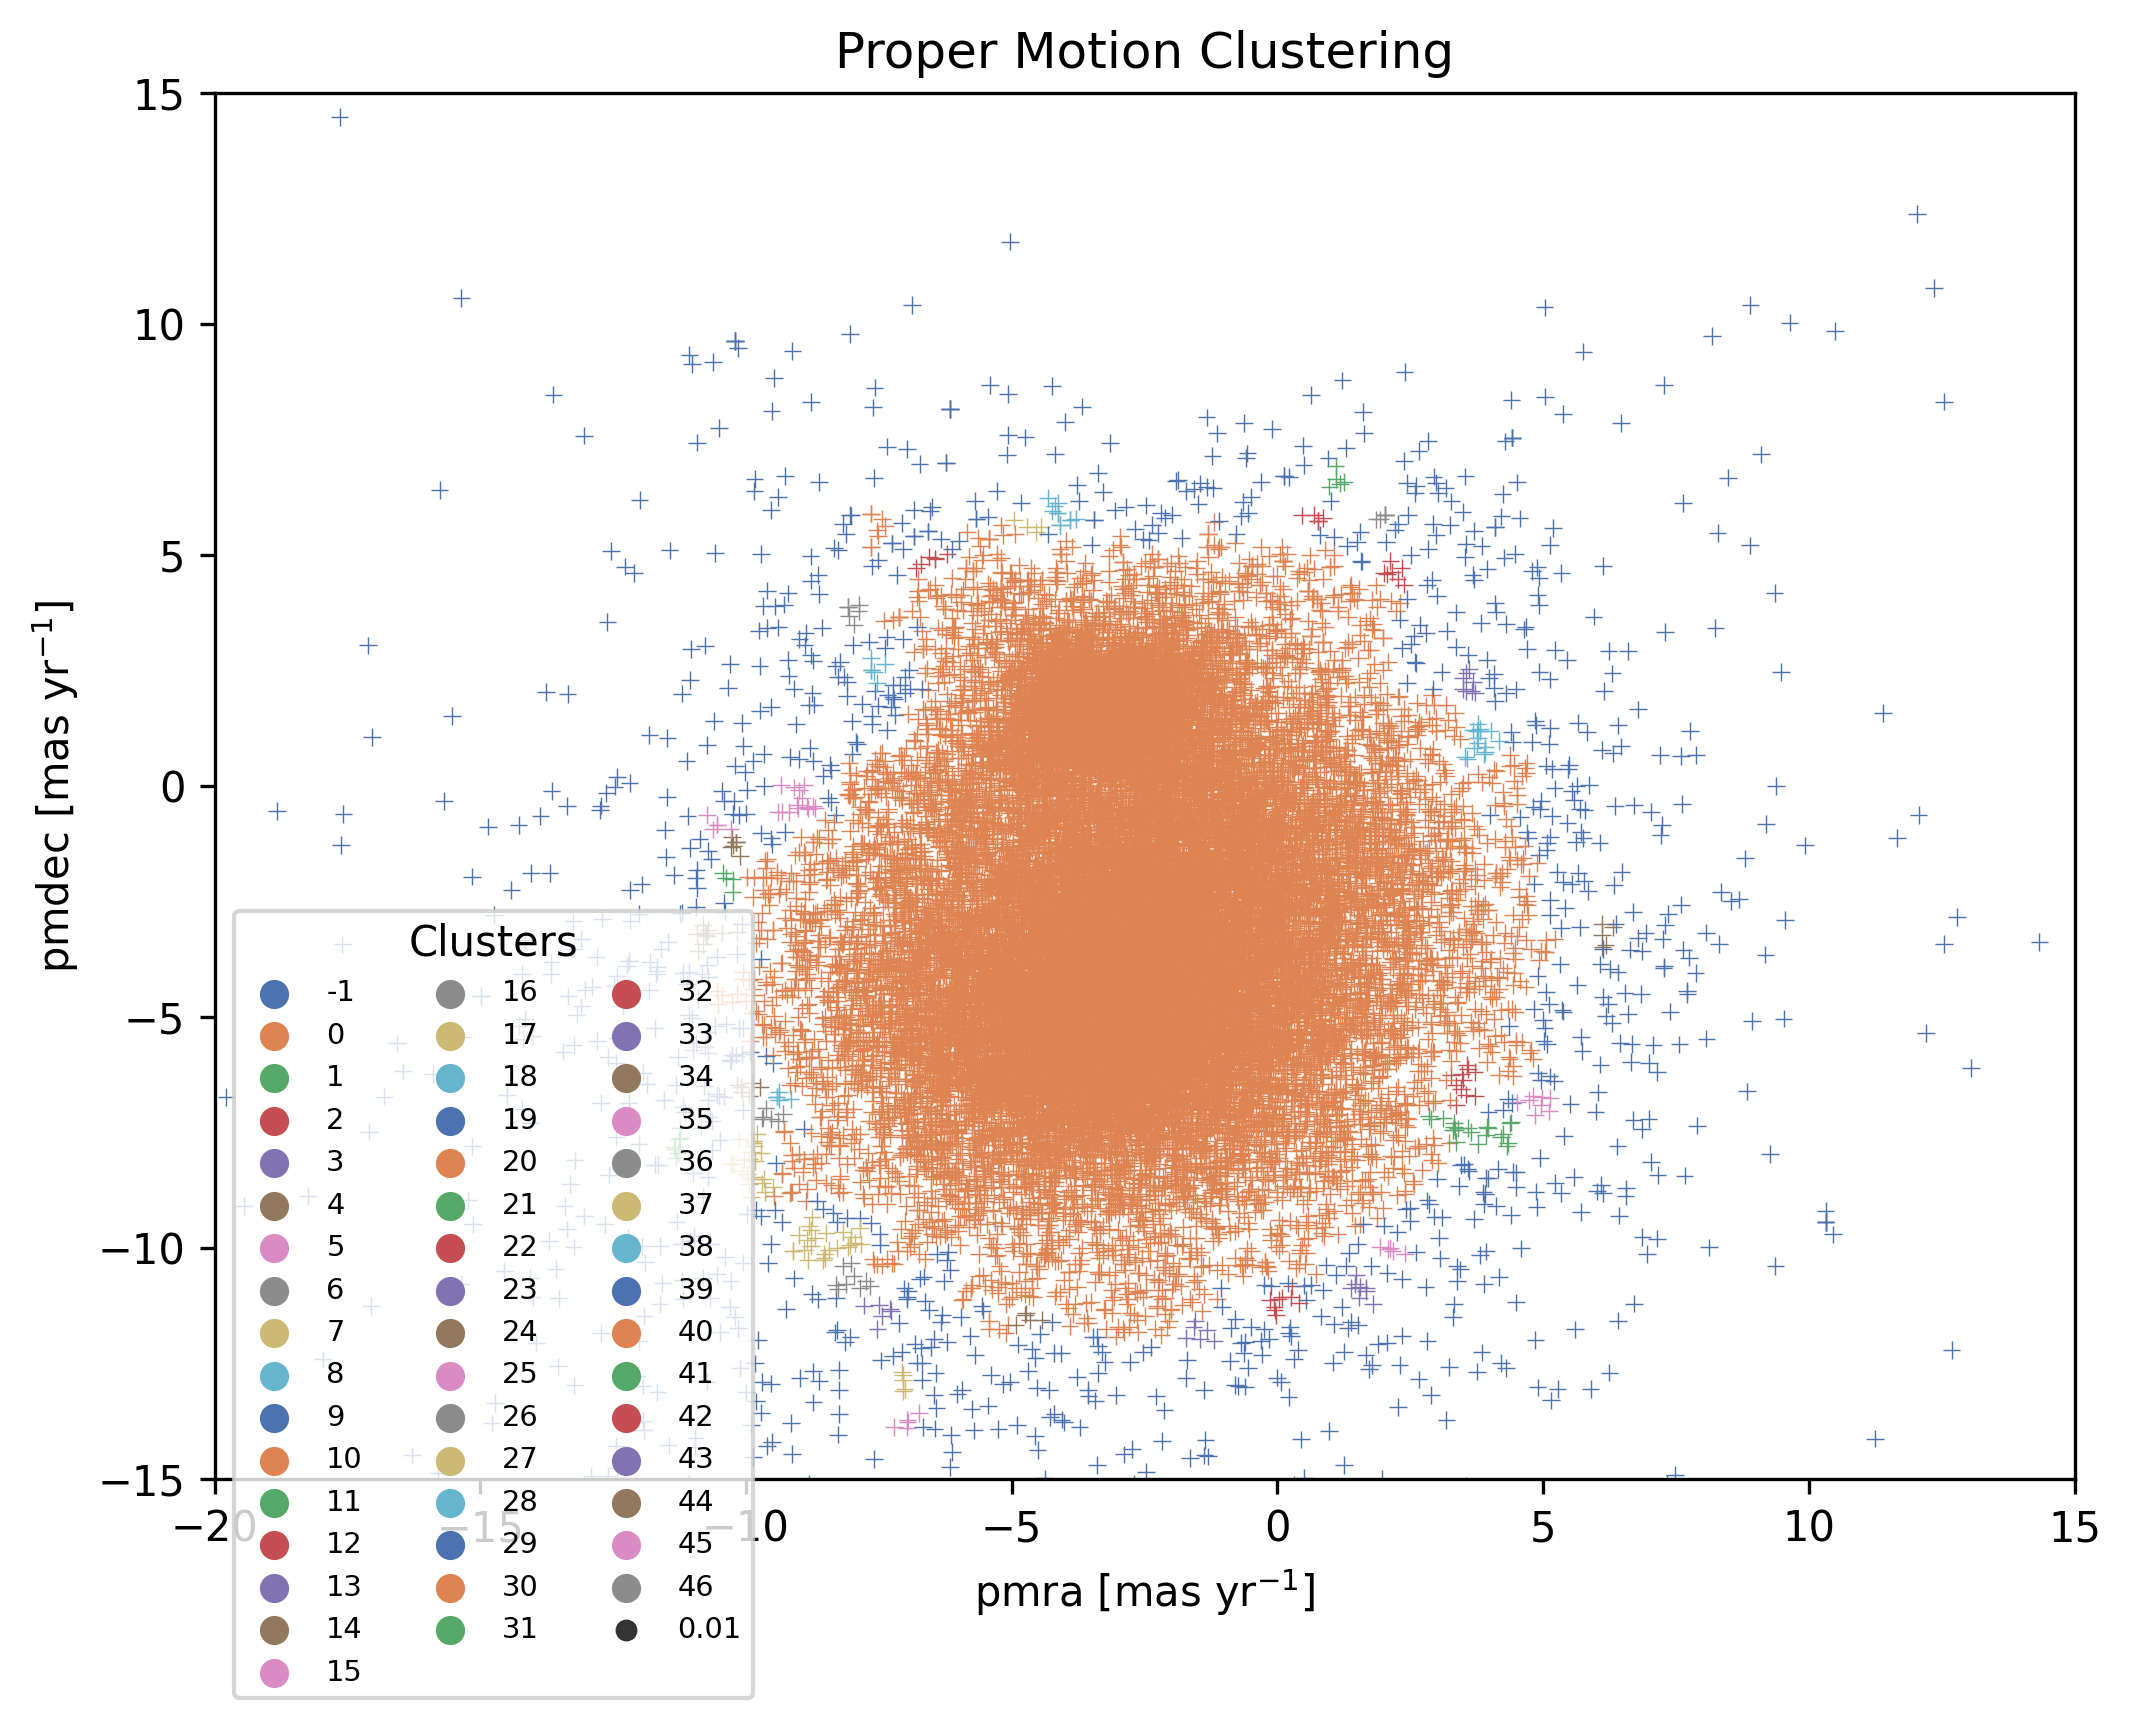 Proper Motion Clustering
15
10
5
0
−5
−10
−15
pmdec [mas yr⁻¹]
Clusters
-1 16 32
0 17 33
1 18 34
2 19 35
3 20 36
4 21 37
5 22 38
6 23 39
7 24 40
8 25 41
9 26 42
10 27 43
11 28 44
12 29 45
13 30 46
14 31 0.01
15
−20 −15 −10 −5 0 5 10 15
pmra [mas yr⁻¹]